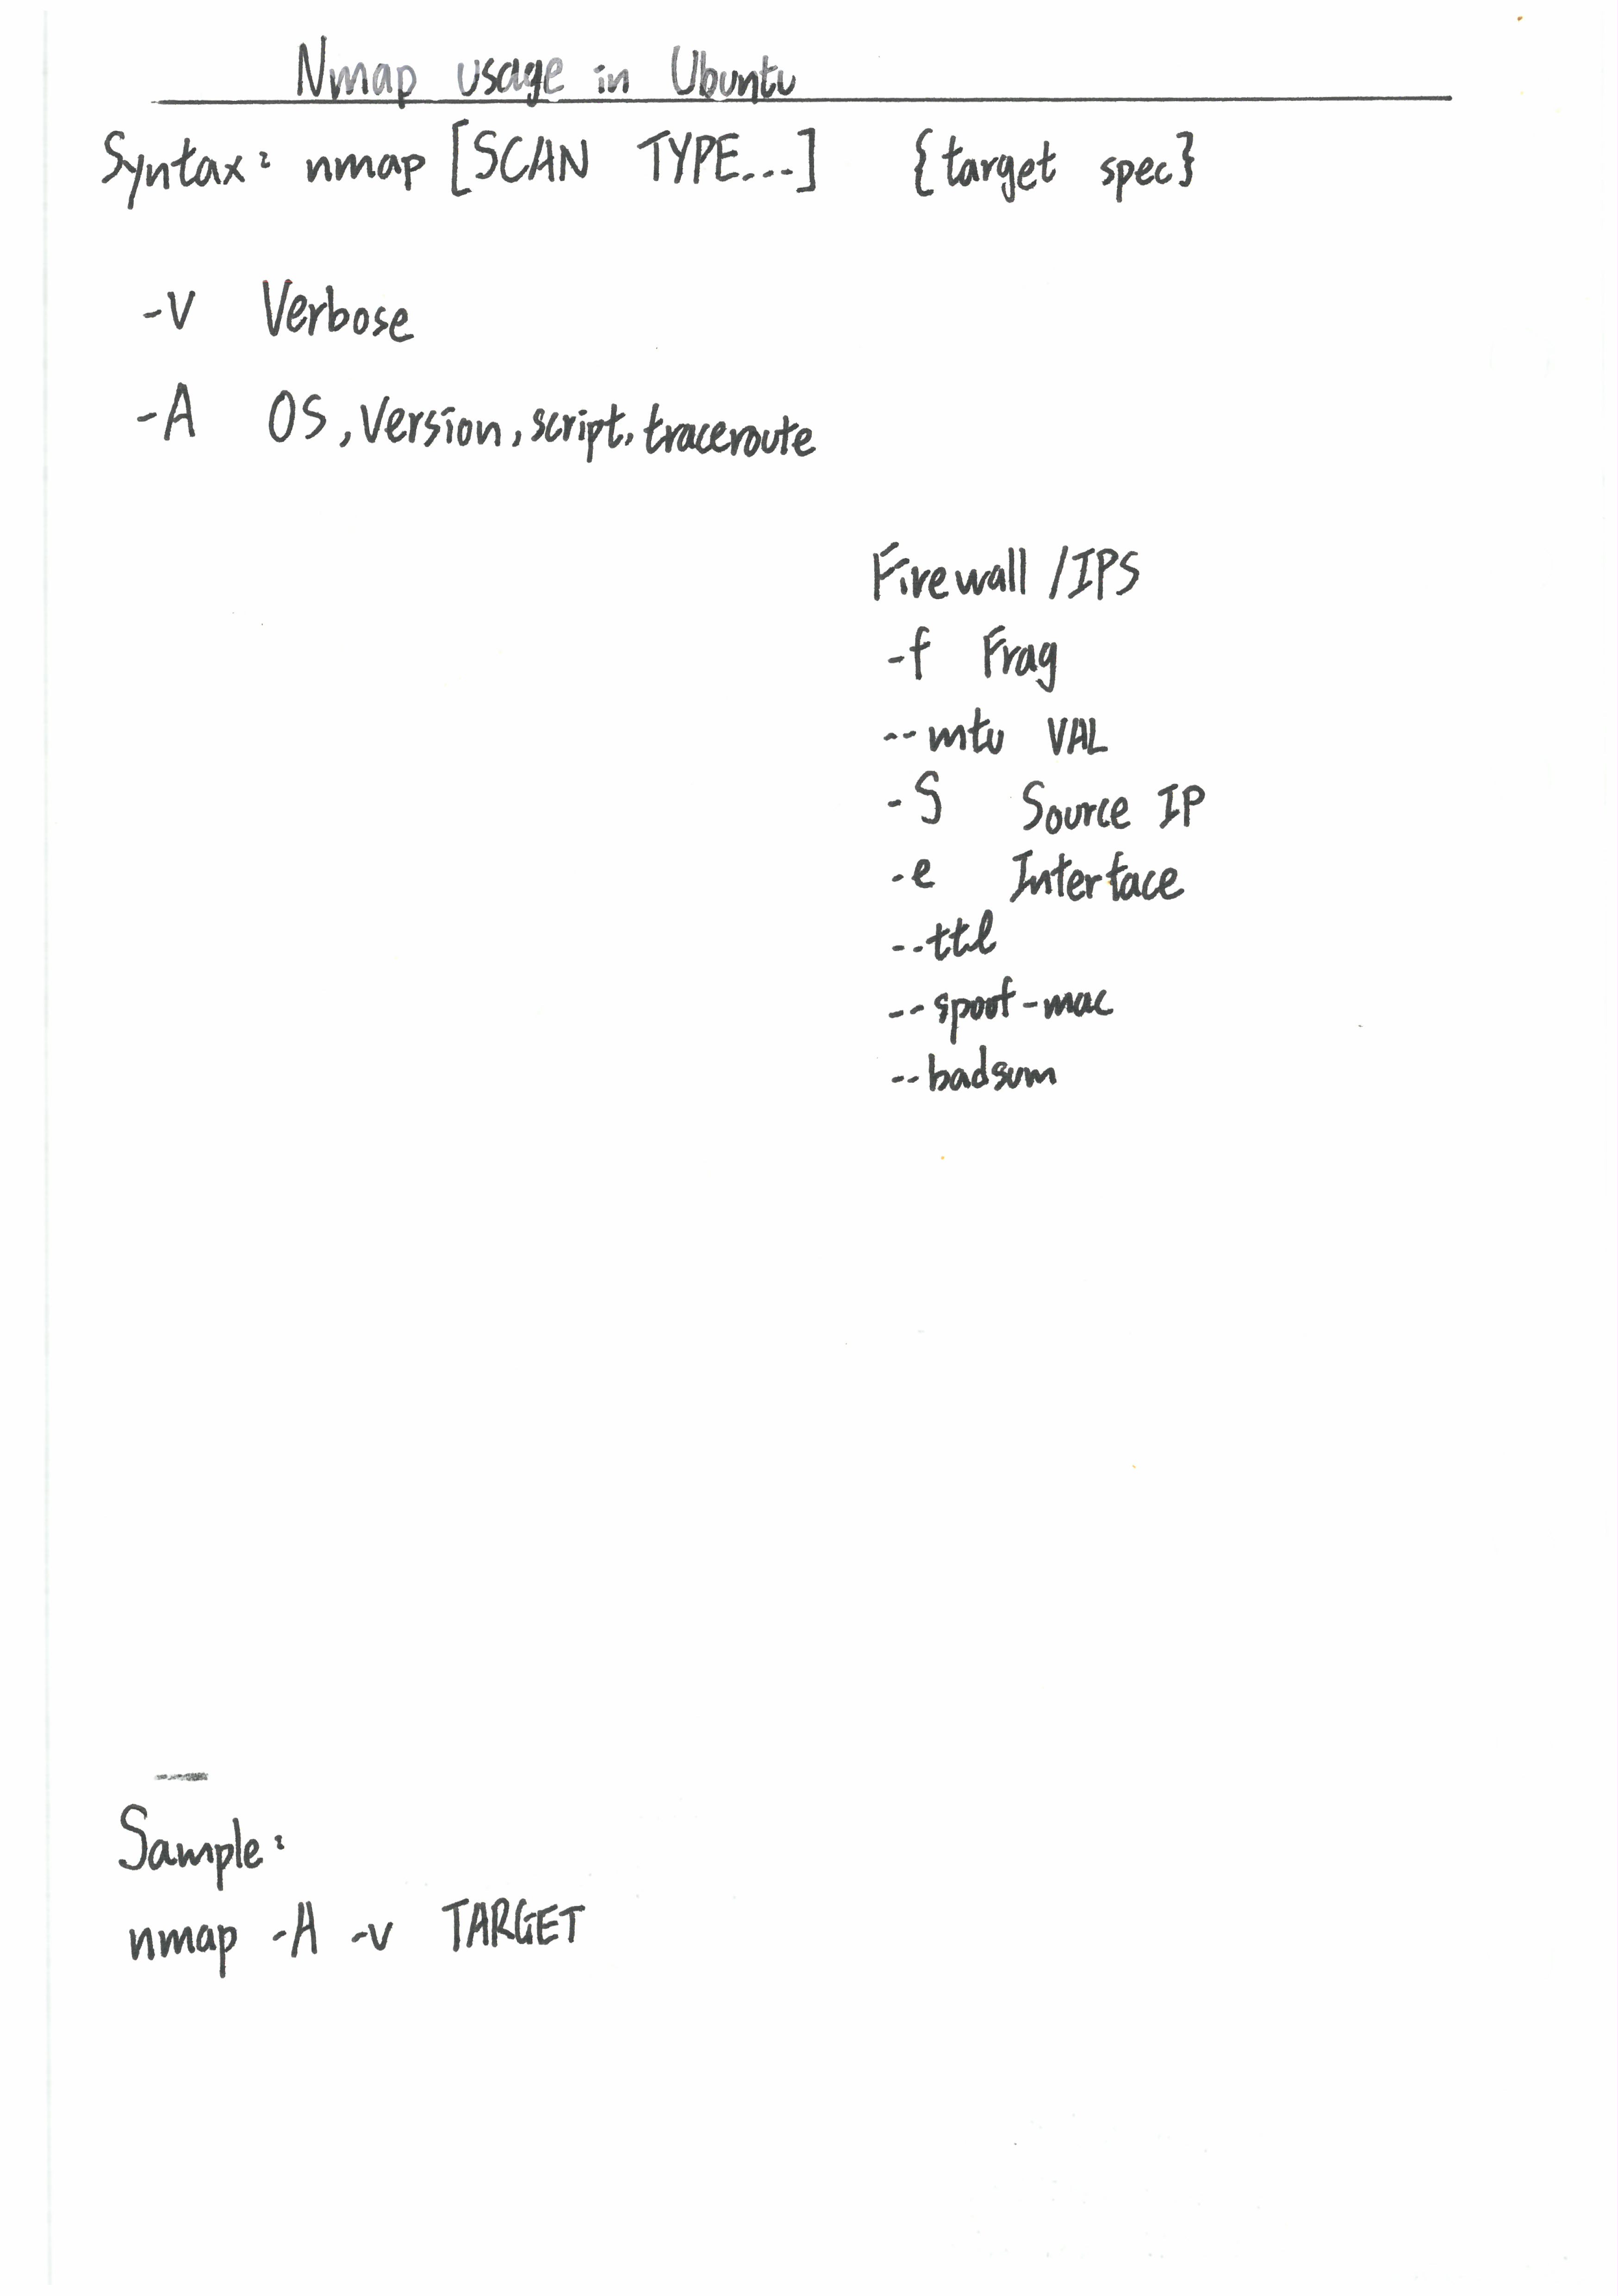 Nmap usage in Ubuntu
Syntax: nmap [SCAN TYPE...] {target spec}
-v Verbose
-A OS, Version, script, traceroute
Firewall /IPS
-f Frag
--mtu VAL
-S Source IP
-e Interface
--ttl
--spoof-mac
--badsum
Sample:
nmap -A -v TARGET